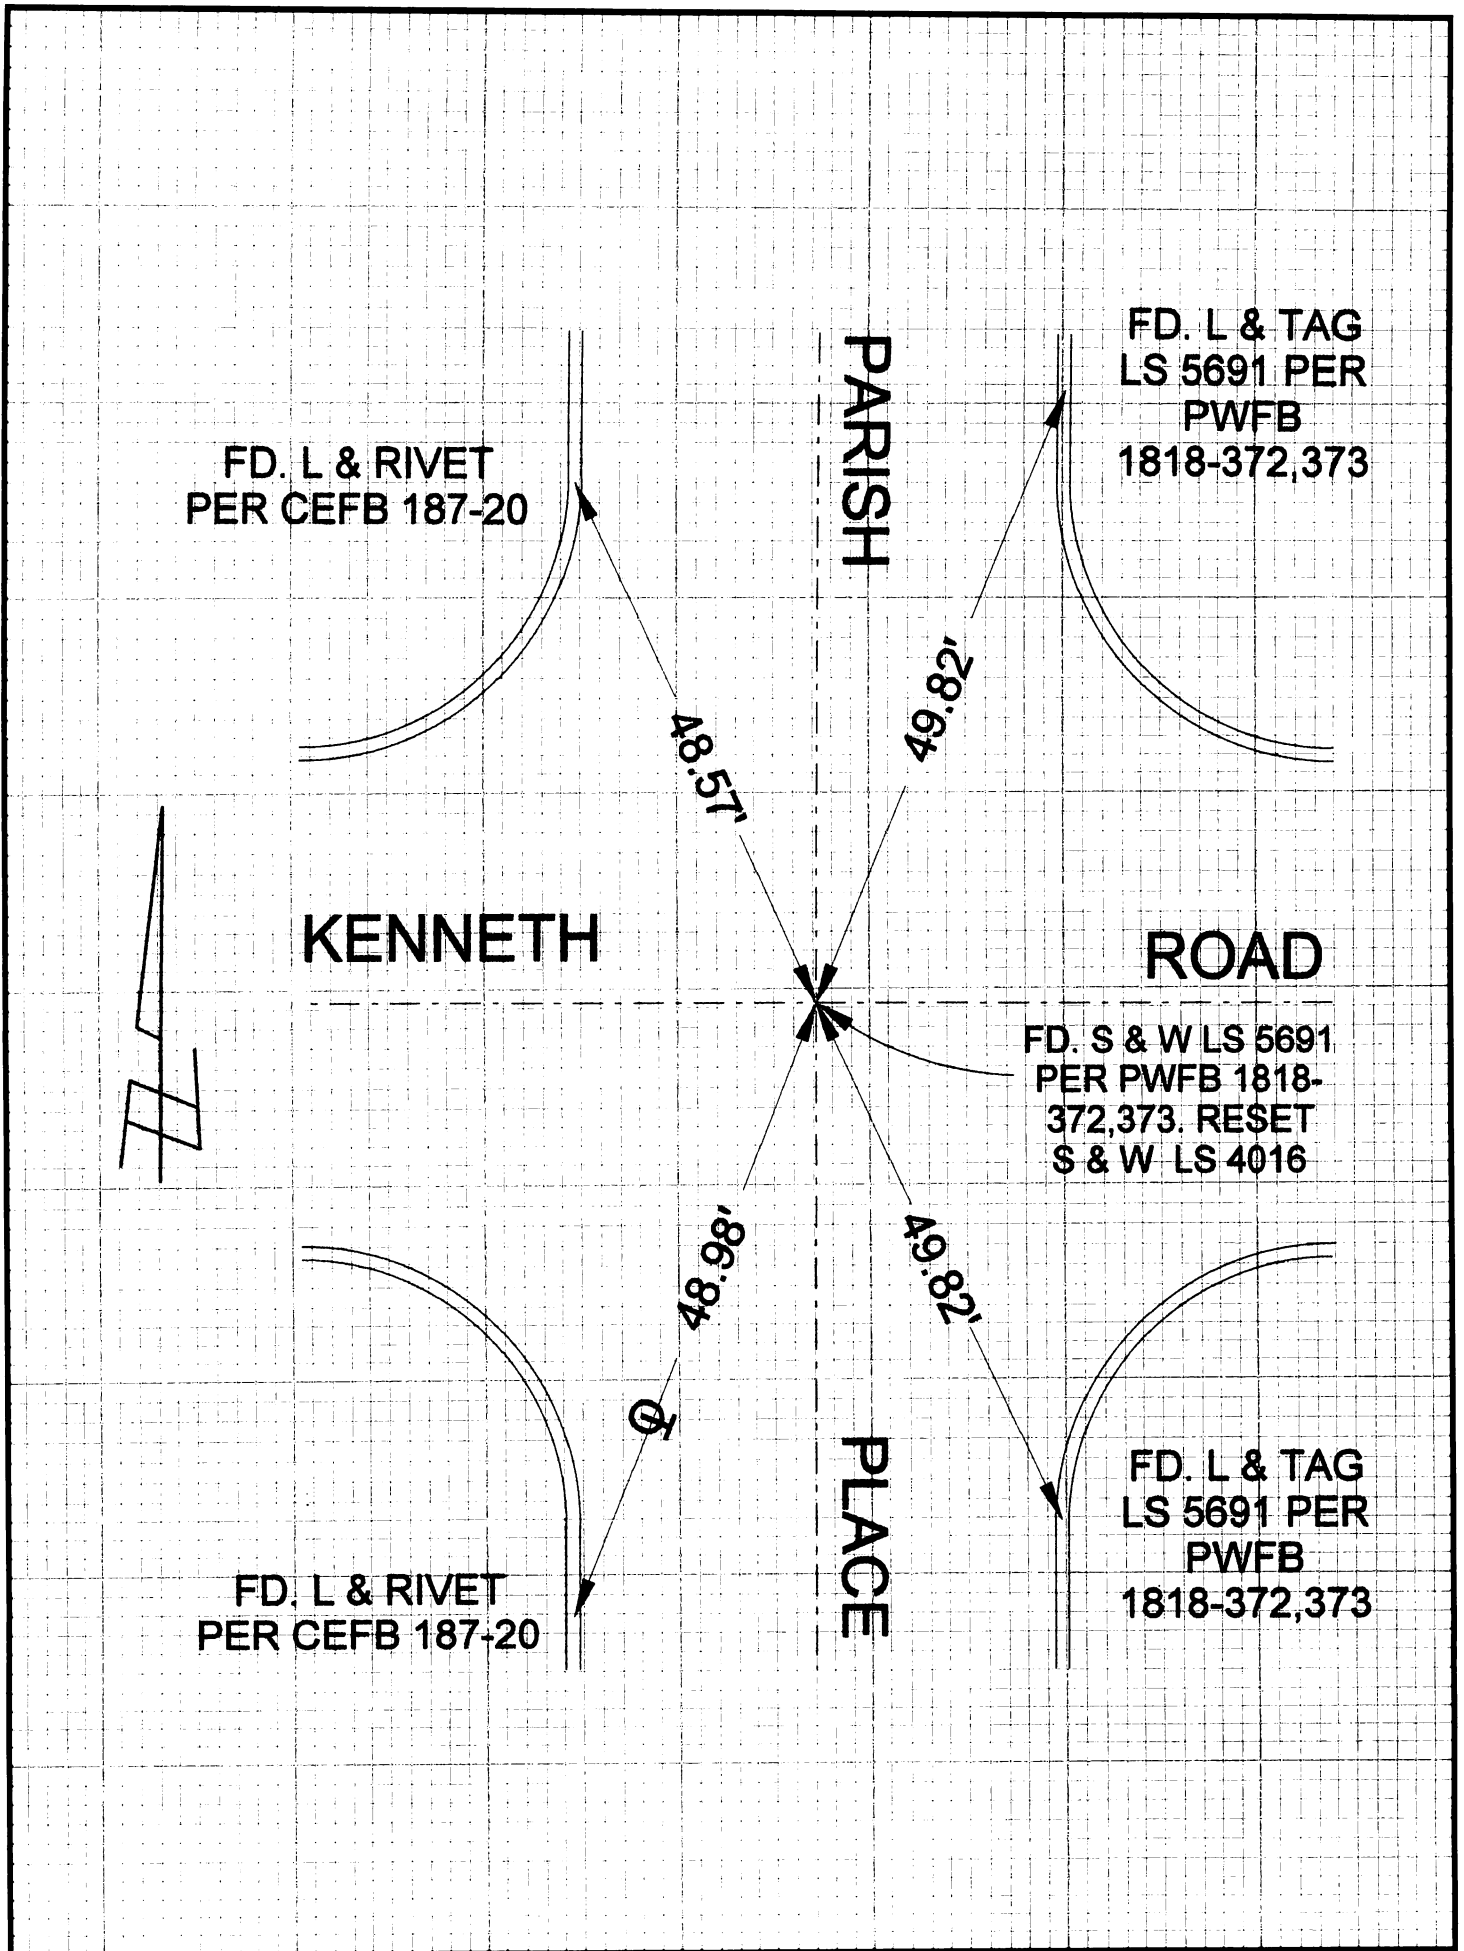 FD. L & TAG
LS 5691 PER
PWFB
1818-372,373
PARISH
FD. L & RIVET
PER CEFB 187-20
49.82'
48.57'
KENNETH
ROAD
FD. S & W LS 5691
PER PWFB 1818-
372,373. RESET
S & W LS 4016
48.98'
49.82'
PLACE
FD. L & TAG
LS 5691 PER
PWFB
1818-372,373
FD. L & RIVET
PER CEFB 187-20